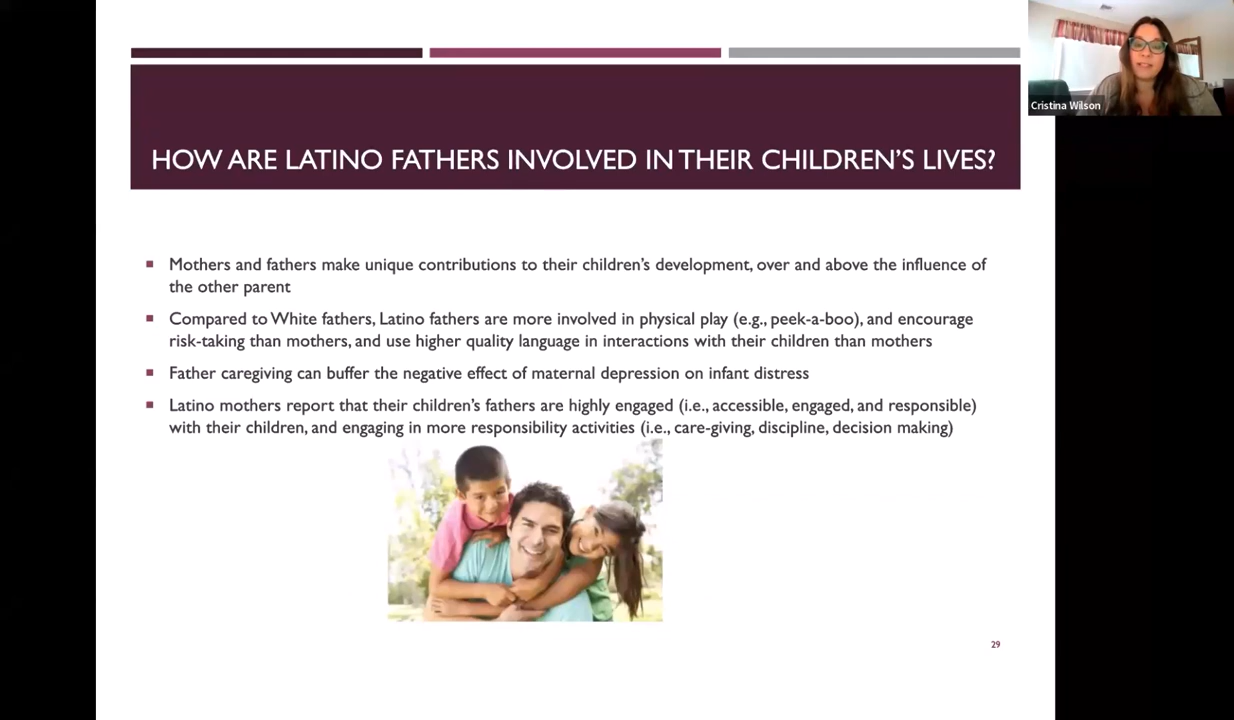 HOW ARE LATINO FATHERS INVOLVED IN THEIR CHILDREN'S LIVES?
Cristina Wilson
Mothers and fathers make unique contributions to their children's development, over and above the influence of
the other parent
Compared to White fathers, Latino fathers are more involved in physical play (e.g., peek-a-boo), and encourage
risk-taking than mothers, and use higher quality language in interactions with their children than mothers
Father caregiving can buffer the negative effect of maternal depression on infant distress
Latino mothers report that their children's fathers are highly engaged (i.e., accessible, engaged, and responsible)
with their children, and engaging in more responsibility activities (i.e., care-giving, discipline, decision making)
29